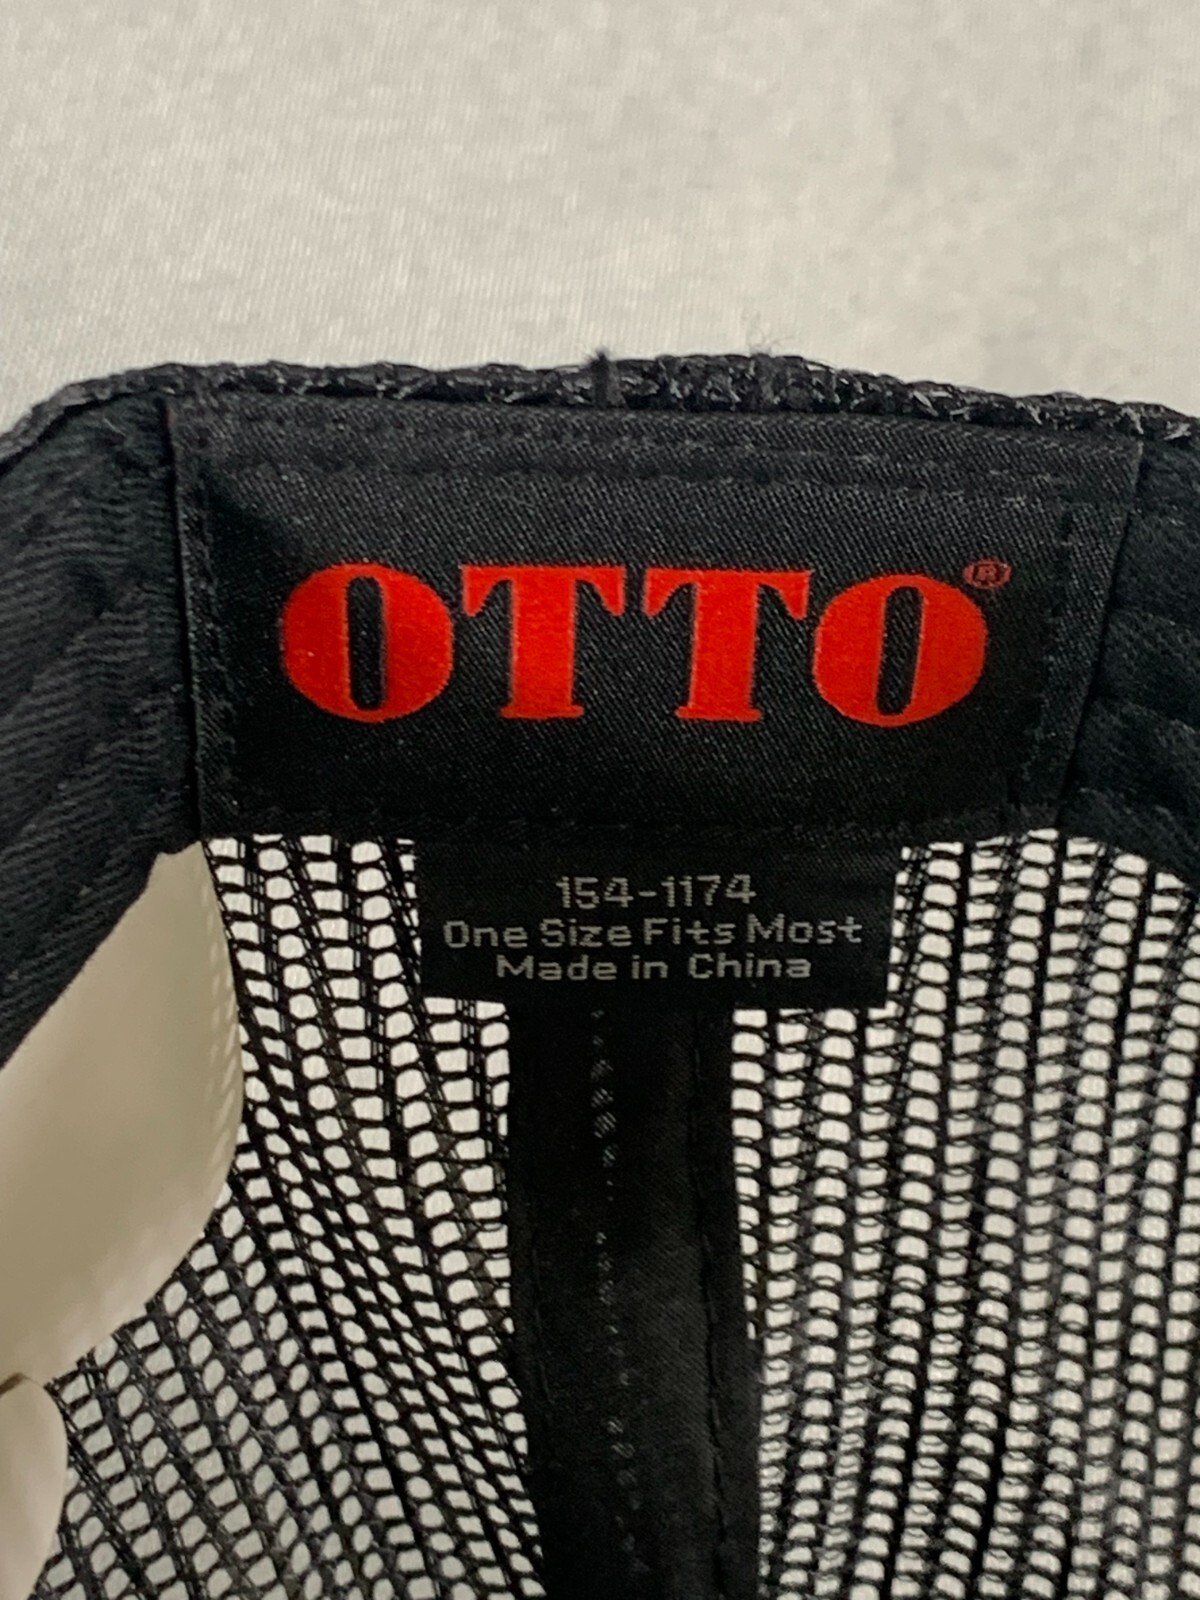 OTTO®
154-1174
One Size Fits Most
Made in China